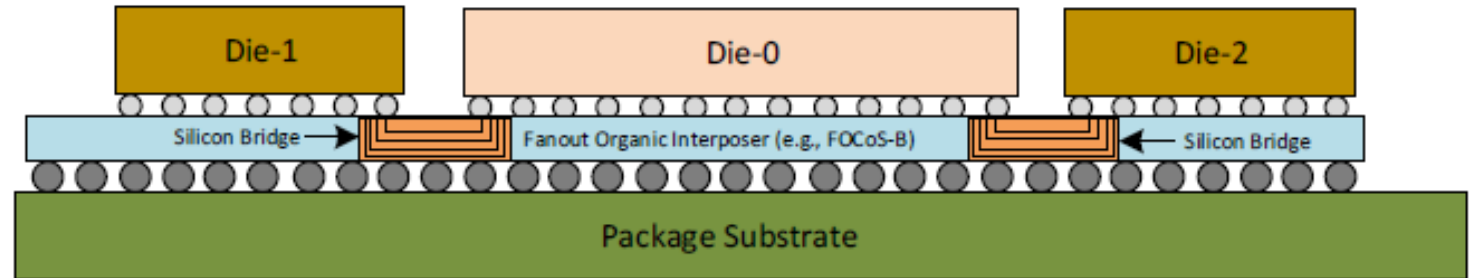 Die-1
Die-0
Die-2
Silicon Bridge
Fanout Organic Interposer (e.g., FOCoS-B)
Silicon Bridge
Package Substrate